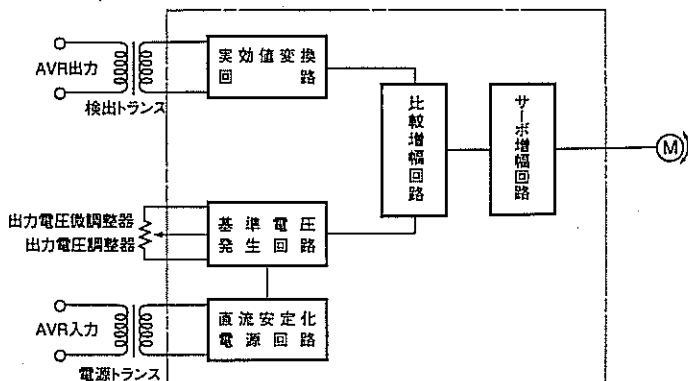 AVR出力
検出トランス
実効値変換
回路
比較増幅回路
サーボ増幅回路
M
出力電圧微調整器
出力電圧調整器
基準電圧
発生回路
AVR入力
電源トランス
直流安定化
電源回路